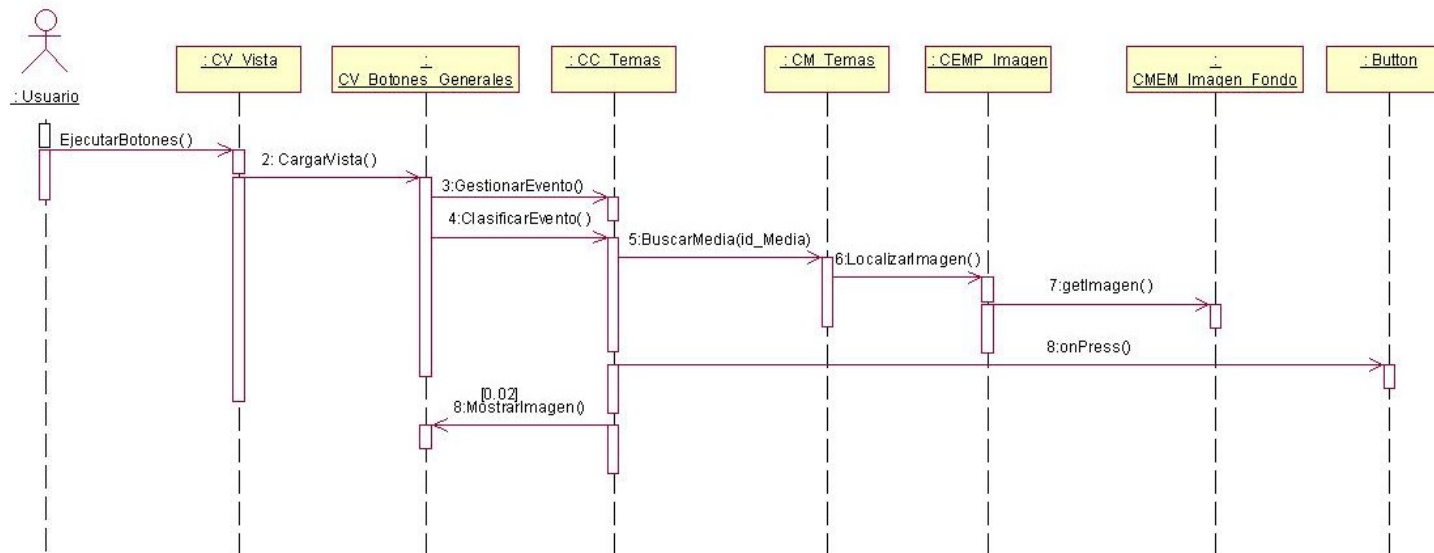 : Usuario
: CV_Vista
:
CV_Botones_Generales
: CC_Temas
: CM_Temas
: CEMP_Imagen
:
CMEM_Imagen_Fondo
: Button
EjecutarBotones()
2: CargarVista()
3:GestionarEvento()
4:ClasificarEvento()
5:BuscarMedia(id_Media)
6:LocalizarImagen()
7:getImagen()
8:onPress()
[0.02]
8:MostrarImagen()